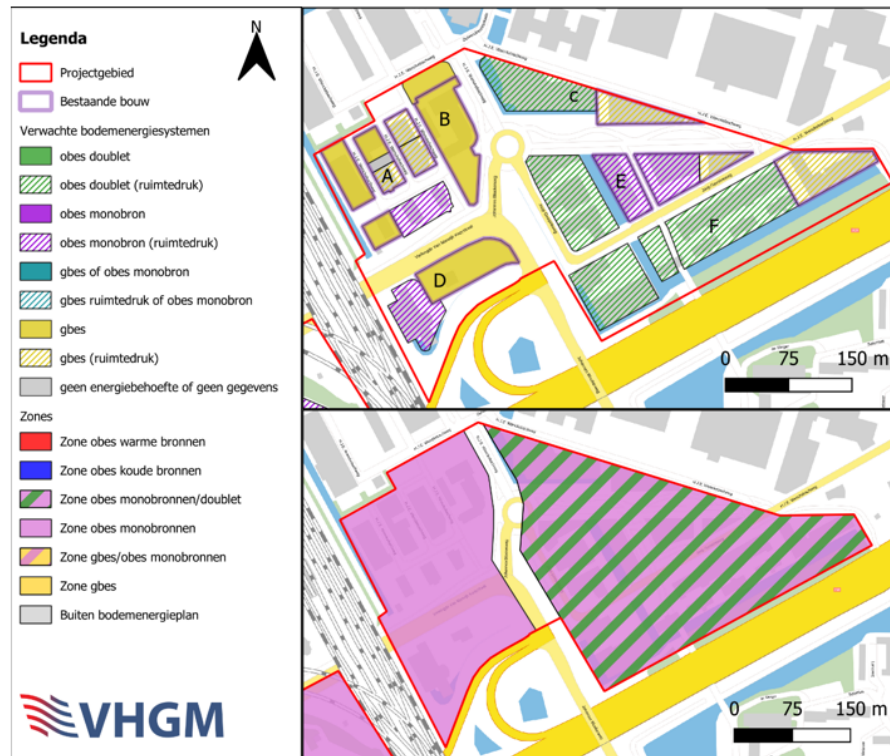 Legenda
Projectgebied
Bestaande bouw
Verwachte bodemenergiesystemen
obes doublet
obes doublet (ruimtedruk)
obes monobron
obes monobron (ruimtedruk)
gbes of obes monobron
gbes ruimtedruk of obes monobron
gbes
gbes (ruimtedruk)
geen energiebehoefte of geen gegevens
Zones
Zone obes warme bronnen
Zone obes koude bronnen
Zone obes monobronnen/doublet
Zone obes monobronnen
Zone gbes/obes monobronnen
Zone gbes
Buiten bodemenergieplan
VHGM
N
A
B
C
D
E
F
0 75 150 m
0 75 150 m